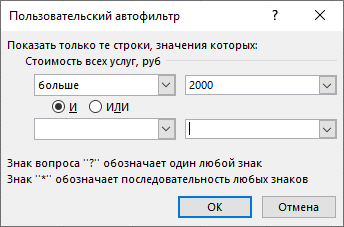 Пользовательский автофильтр ? ×
Показать только те строки, значения которых:
Стоимость всех услуг, руб
больше 2000
И ИЛИ
Знак вопроса "?" обозначает один любой знак
Знак "*" обозначает последовательность любых знаков
ОК Отмена